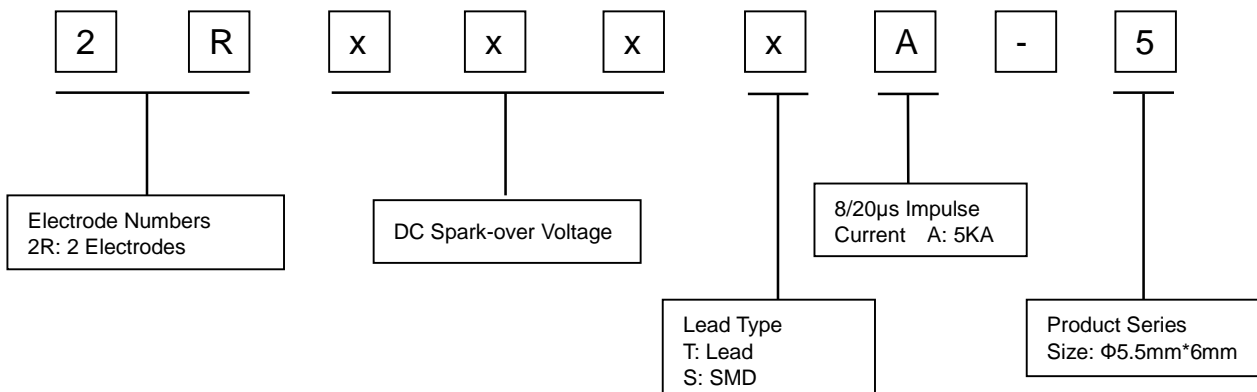 2 R x x x x A - 5
Electrode Numbers
2R: 2 Electrodes
DC Spark-over Voltage
8/20μs Impulse
Current A: 5KA
Lead Type
T: Lead
S: SMD
Product Series
Size: Φ5.5mm*6mm